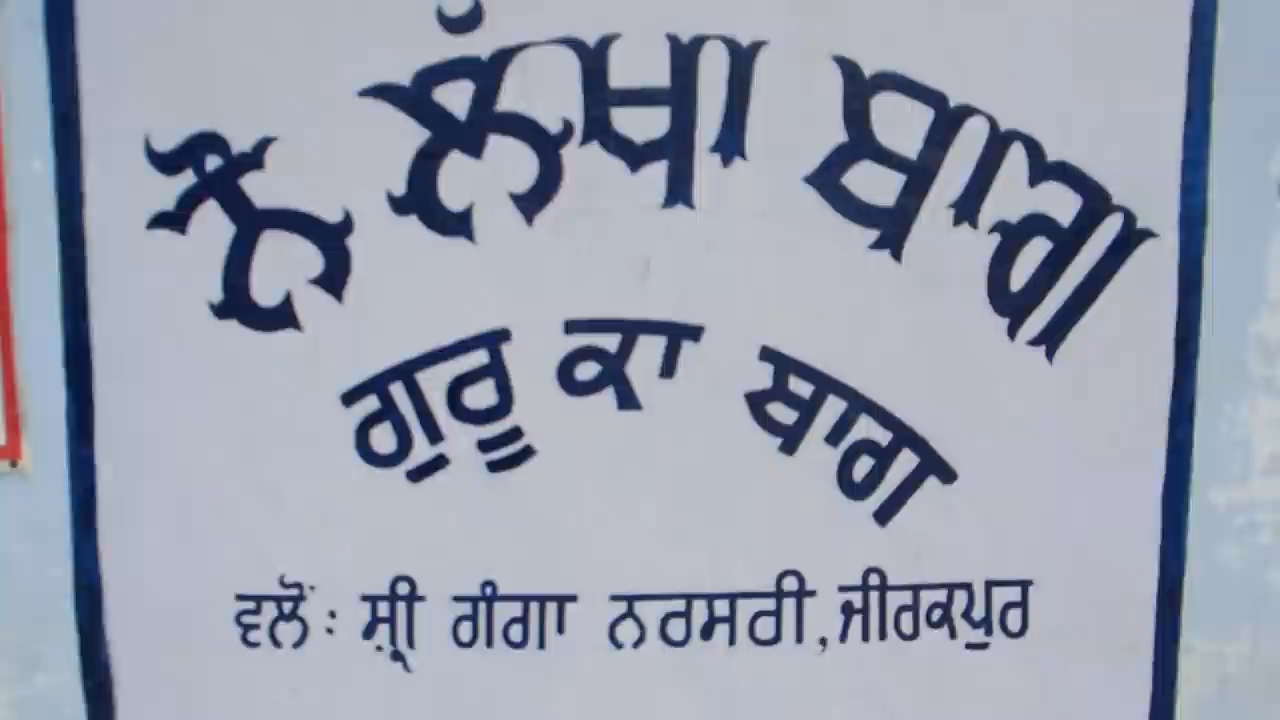 ਨੌ ਲੱਖਾ ਬਾਗ
ਗੁਰੂ ਕਾ ਬਾਗ
ਵਲੋਂ : ਸ਼੍ਰੀ ਗੰਗਾ ਨਰਸਰੀ, ਜੀਰਕਪੁਰ